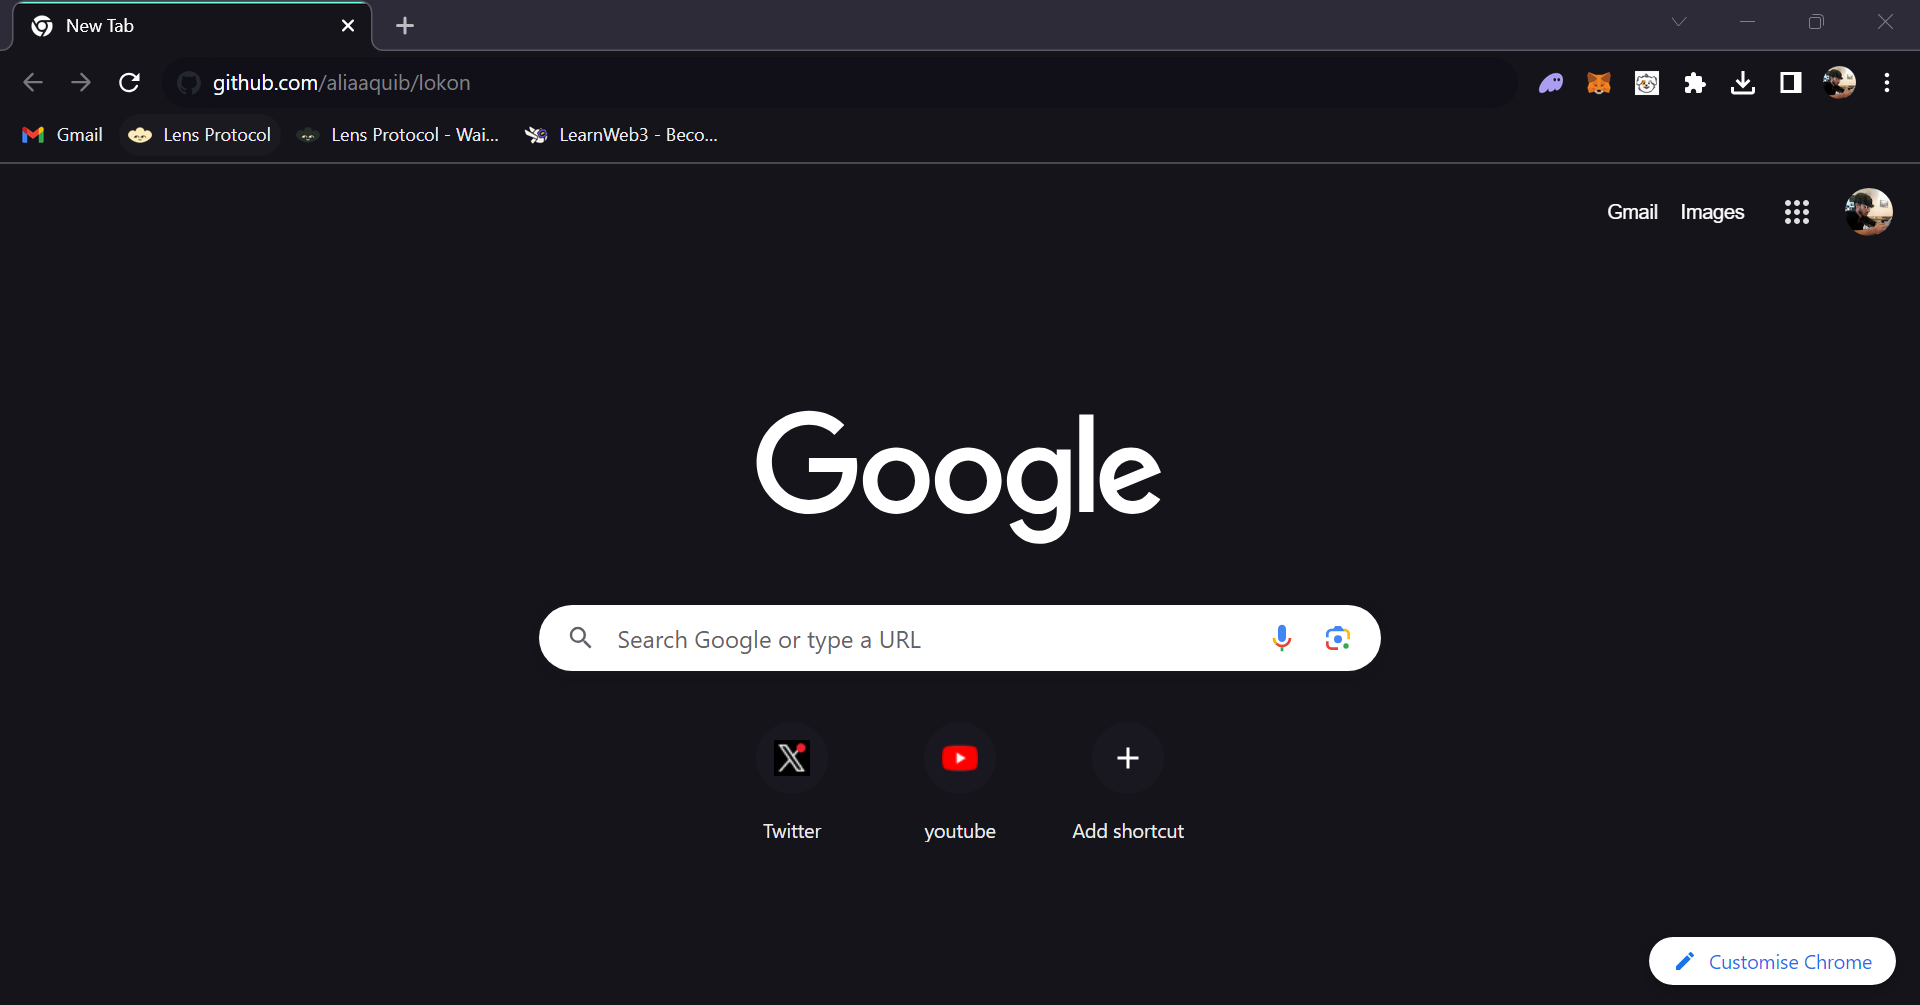 New Tab
github.com/aliaaquib/lokon
Gmail
Lens Protocol
Lens Protocol - Wai...
LearnWeb3 - Beco...
Gmail
Images
Google
Search Google or type a URL
Twitter
youtube
Add shortcut
Customise Chrome